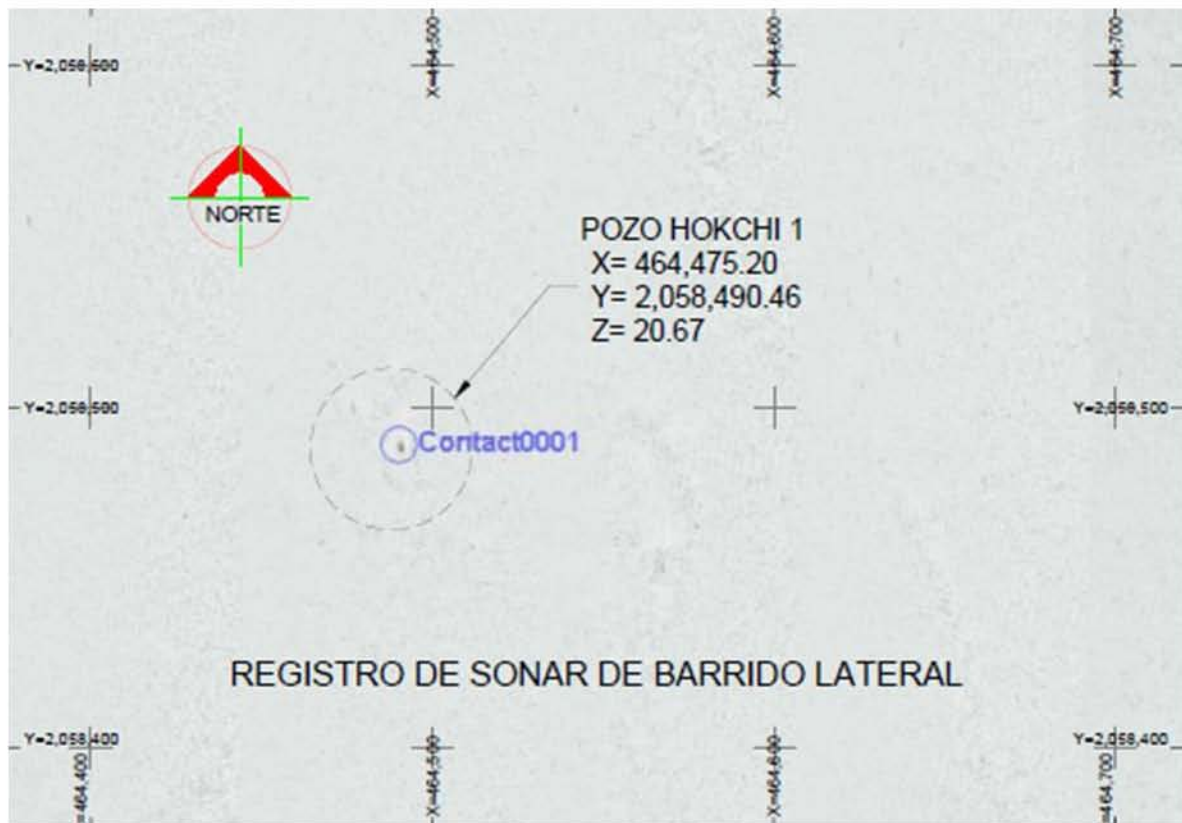 X=464,500
X=464,600
X=464,700
Y=2,058,600
NORTE
POZO HOKCHI 1
X= 464,475.20
Y= 2,058,490.46
Z= 20.67
Y=2,058,500
Y=2,058,500
Contact0001
REGISTRO DE SONAR DE BARRIDO LATERAL
Y=2,058,400
Y=2,058,400
=464,400
X=464,500
X=464,600
=464,700